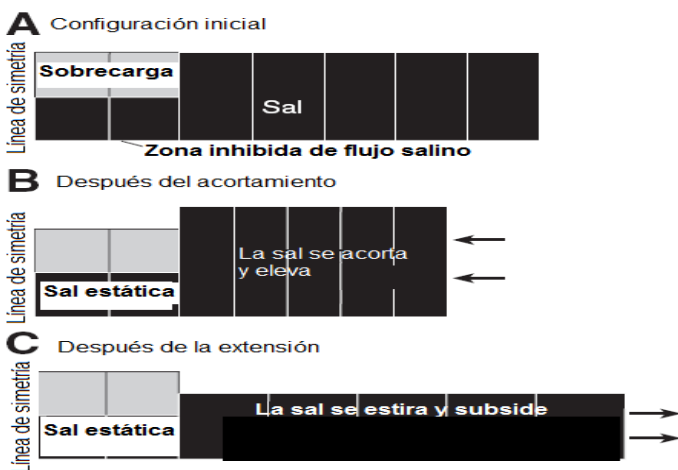 A Configuración inicial
Línea de simetría
Sobrecarga
Sal
Zona inhibida de flujo salino
B Después del acortamiento
Línea de simetría
La sal se acorta
y eleva
Sal estática
C Después de la extensión
Línea de simetría
La sal se estira y subside
Sal estática